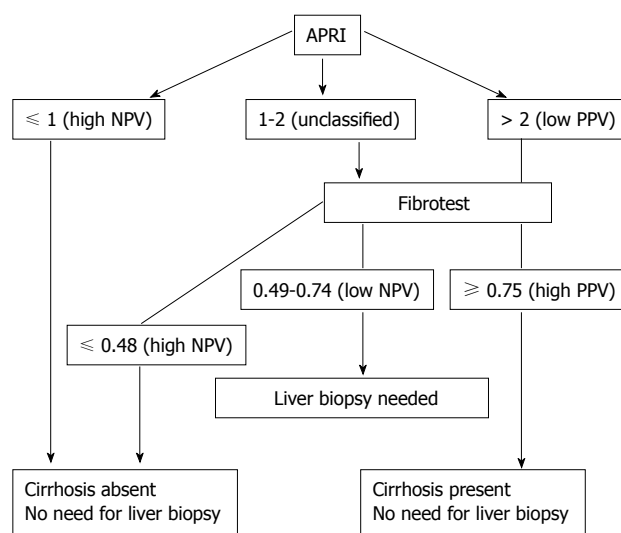 APRI
≤ 1 (high NPV)
1-2 (unclassified)
> 2 (low PPV)
Fibrotest
0.49-0.74 (low NPV)
≥ 0.75 (high PPV)
≤ 0.48 (high NPV)
Liver biopsy needed
Cirrhosis absent
No need for liver biopsy
Cirrhosis present
No need for liver biopsy